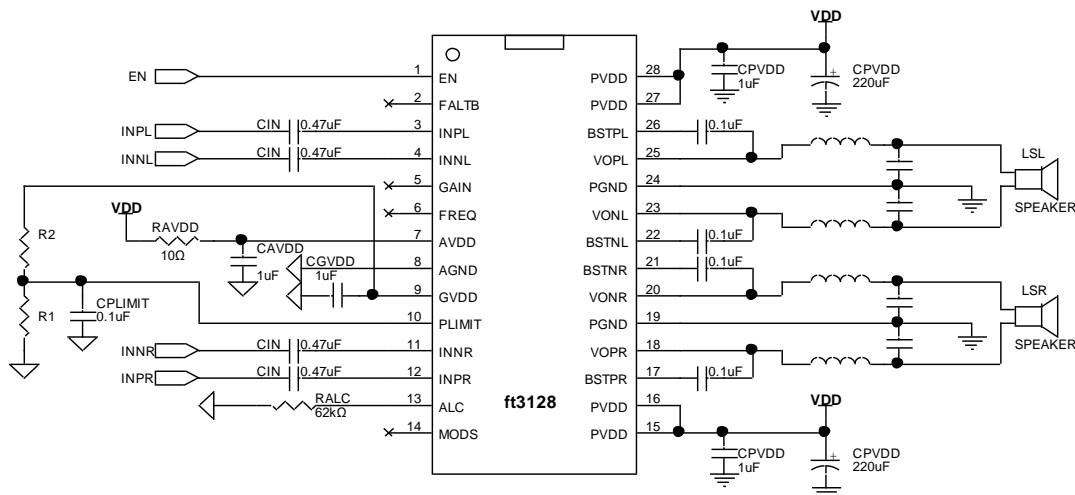 VDD
EN 1 EN PVDD 28 CPVDD 1uF CPVDD 220uF
2 FALTB PVDD 27
INPL CIN 0.47uF 3 INPL BSTPL 26 0.1uF
INNL CIN 0.47uF 4 INNL VOPL 25 LSL
5 GAIN PGND 24
VDD 6 FREQ VONL 23 SPEAKER
R2 RAVDD 10Ω 7 AVDD BSTNL 22 0.1uF
CAVDD 1uF CGVDD 1uF 8 AGND BSTNR 21 0.1uF
9 GVDD VONR 20 LSR
R1 CPLIMIT 0.1uF 10 PLIMIT PGND 19
INNR CIN 0.47uF 11 INNR VOPR 18 SPEAKER
INPR CIN 0.47uF 12 INPR BSTPR 17 0.1uF
RALC 62kΩ 13 ALC ft3128 PVDD 16 VDD
14 MODS PVDD 15
CPVDD 1uF CPVDD 220uF